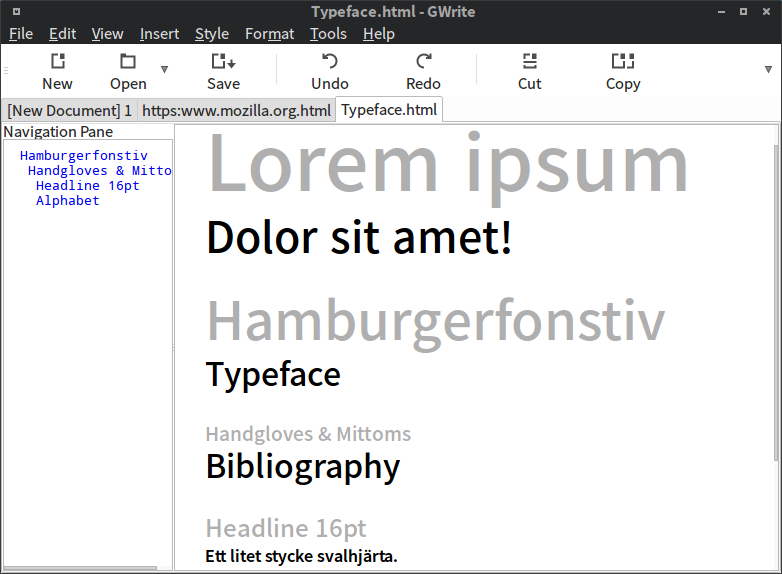 Typeface.html - GWrite
File Edit View Insert Style Format Tools Help
New Open Save Undo Redo Cut Copy
[New Document] 1 https:www.mozilla.org.html Typeface.html
Navigation Pane
Hamburgerfonstiv
Handgloves & Mitto
Headline 16pt
Alphabet
Lorem ipsum
Dolor sit amet!
Hamburgerfonstiv
Typeface
Handgloves & Mittoms
Bibliography
Headline 16pt
Ett litet stycke svalhjärta.